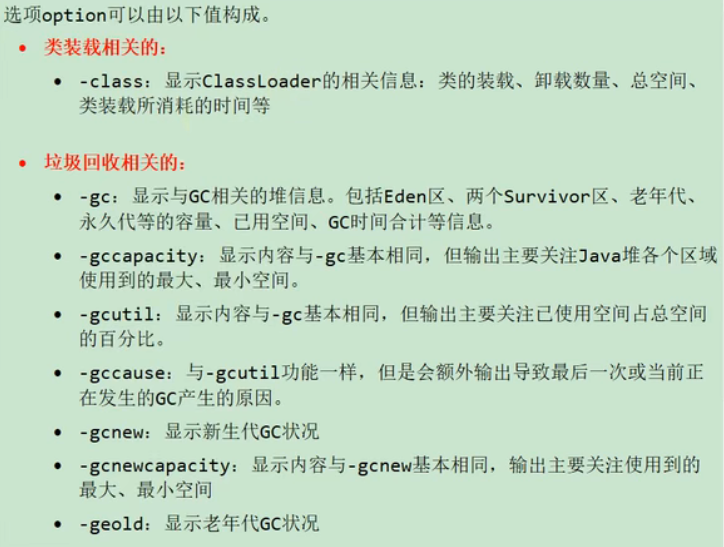 选项option可以由以下值构成。
• 类装载相关的：
• -class：显示ClassLoader的相关信息：类的装载、卸载数量、总空间、
类装载所消耗的时间等
• 垃圾回收相关的：
• -gc：显示与GC相关的堆信息。包括Eden区、两个Survivor区、老年代、
永久代等的容量、已用空间、GC时间合计等信息。
• -gccapacity：显示内容与-gc基本相同，但输出主要关注Java堆各个区域
使用到的最大、最小空间。
• -gcutil：显示内容与-gc基本相同，但输出主要关注已使用空间占总空间
的百分比。
• -gccause：与-gcutil功能一样，但是会额外输出导致最后一次或当前正
在发生的GC产生的原因。
• -gcnew：显示新生代GC状况
• -gcnewcapacity：显示内容与-gcnew基本相同，输出主要关注使用到的
最大、最小空间
• -geold：显示老年代GC状况